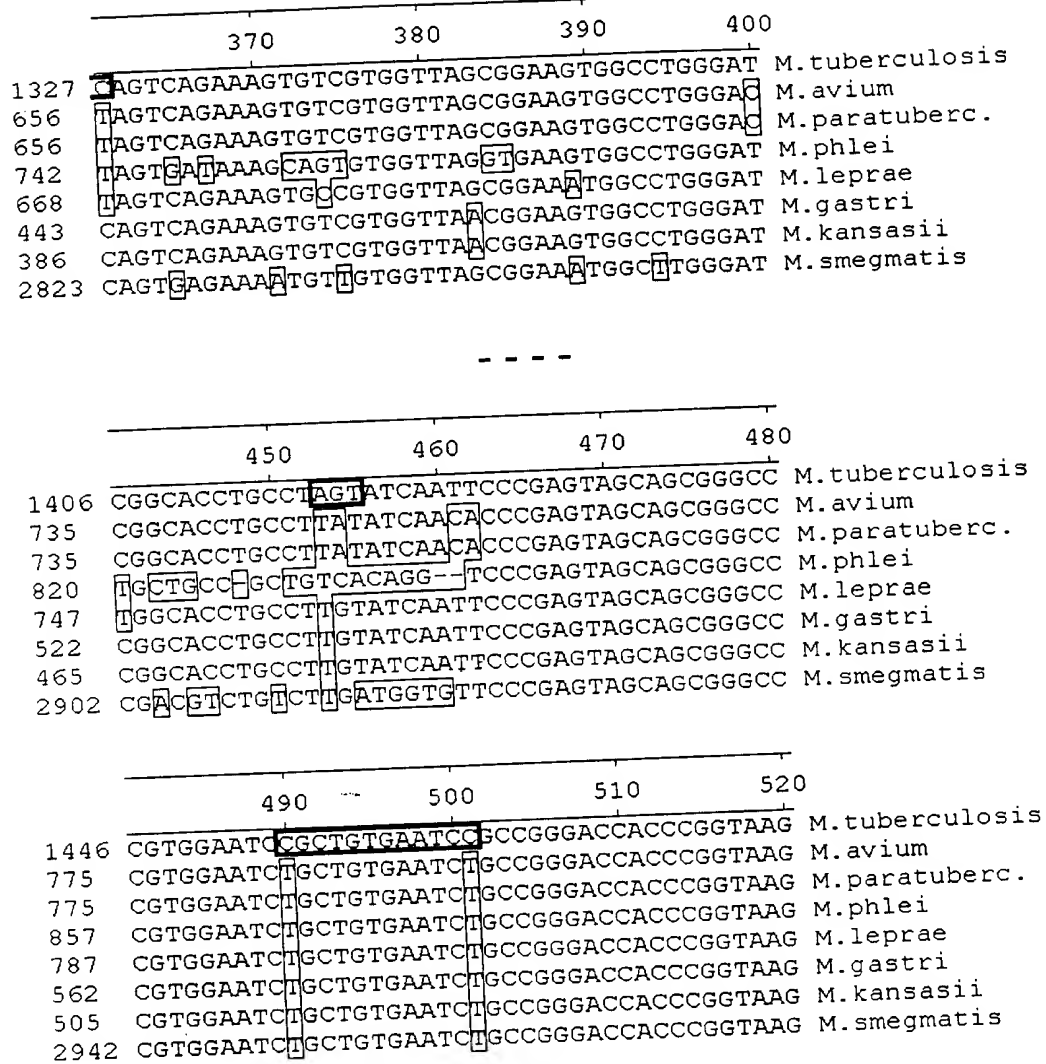 370 380 390 400
1327 CAGTCAGAAAGTGTCGTGGTTAGCGGAAGTGGCCTGGGAT M.tuberculosis
656 TAGTCAGAAAGTGTCGTGGTTAGCGGAAGTGGCCTGGGAC M.avium
656 TAGTCAGAAAGTGTCGTGGTTAGCGGAAGTGGCCTGGGAC M.paratuberc.
742 TAGTGATAAAGCAGTGTGGTTAGGTGAAGTGGCCTGGGAT M.phlei
668 TAGTCAGAAAGTGCCGTGGTTAGCGGAAATGGCCTGGGAT M.leprae
443 CAGTCAGAAAGTGTCGTGGTTAACGGAAGTGGCCTGGGAT M.gastri
386 CAGTCAGAAAGTGTCGTGGTTAACGGAAGTGGCCTGGGAT M.kansasii
2823 CAGTGAGAAAATGTTGTGGTTAGCGGAAATGGCTTGGGAT M.smegmatis
- - - -
450 460 470 480
1406 CGGCACCTGCCTAGTATCAATTCCCGAGTAGCAGCGGGCC M.tuberculosis
735 CGGCACCTGCCTTATATCAACACCCGAGTAGCAGCGGGCC M.avium
735 CGGCACCTGCCTTATATCAACACCCGAGTAGCAGCGGGCC M.paratuberc.
820 TGCTGCC-GCTGTCACAGG--TCCCGAGTAGCAGCGGGCC M.phlei
747 TGGCACCTGCCTTGTATCAATTCCCGAGTAGCAGCGGGCC M.leprae
522 CGGCACCTGCCTTGTATCAATTCCCGAGTAGCAGCGGGCC M.gastri
465 CGGCACCTGCCTTGTATCAATTCCCGAGTAGCAGCGGGCC M.kansasii
2902 CGACGTCTGTCTTGATGGTGTTCCCGAGTAGCAGCGGGCC M.smegmatis
490 500 510 520
1446 CGTGGAATCCGCTGTGAATCCGCCGGGACCACCCGGTAAG M.tuberculosis
775 CGTGGAATCTGCTGTGAATCTGCCGGGACCACCCGGTAAG M.avium
775 CGTGGAATCTGCTGTGAATCTGCCGGGACCACCCGGTAAG M.paratuberc.
857 CGTGGAATCTGCTGTGAATCTGCCGGGACCACCCGGTAAG M.phlei
787 CGTGGAATCTGCTGTGAATCTGCCGGGACCACCCGGTAAG M.leprae
562 CGTGGAATCTGCTGTGAATCTGCCGGGACCACCCGGTAAG M.gastri
505 CGTGGAATCTGCTGTGAATCTGCCGGGACCACCCGGTAAG M.kansasii
2942 CGTGGAATCTGCTGTGAATCTGCCGGGACCACCCGGTAAG M.smegmatis